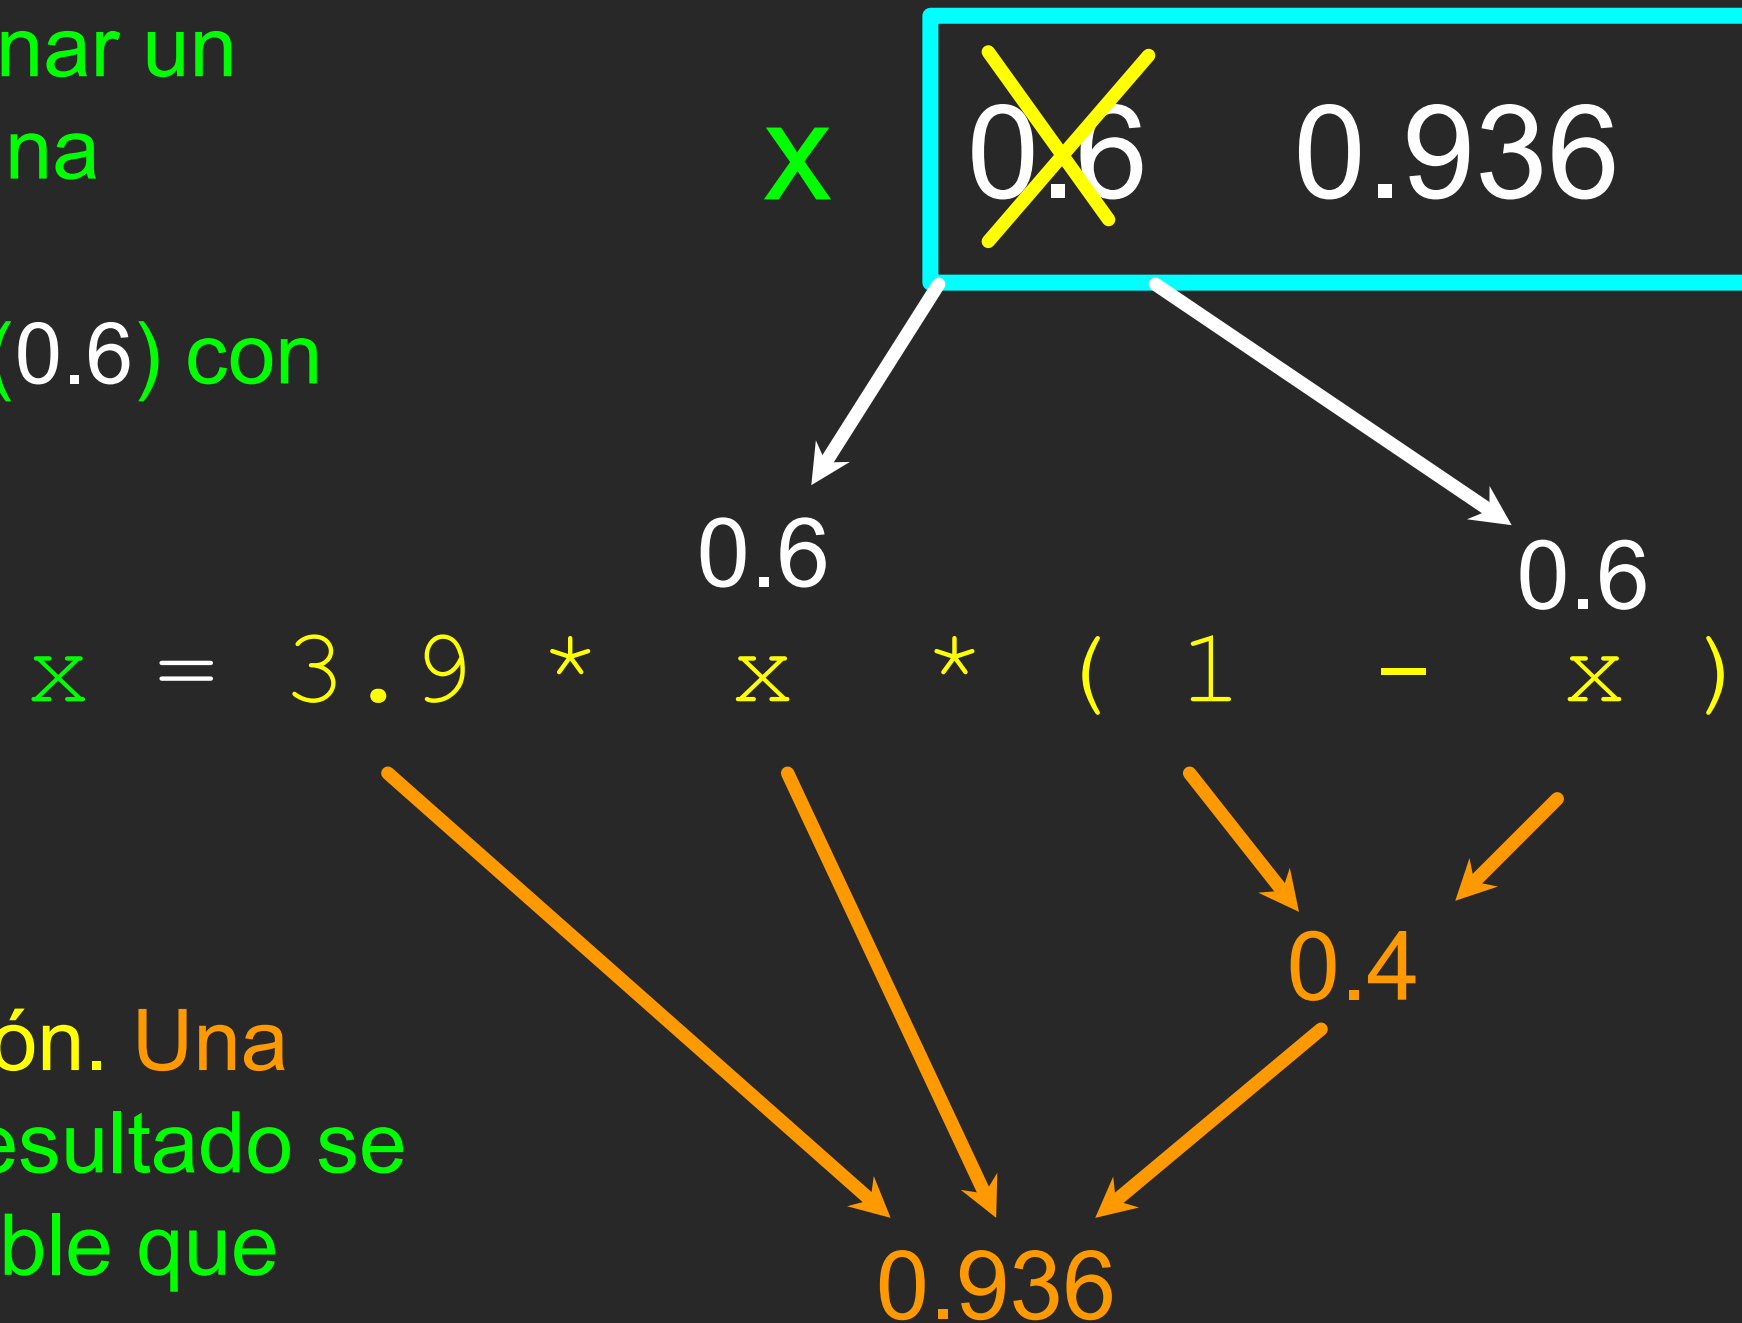 nar un
na
(0.6) con
x 0.6 0.936
0.6 0.6
x = 3.9 * x * ( 1 - x )
0.4
ón. Una
esultado se
ble que
0.936